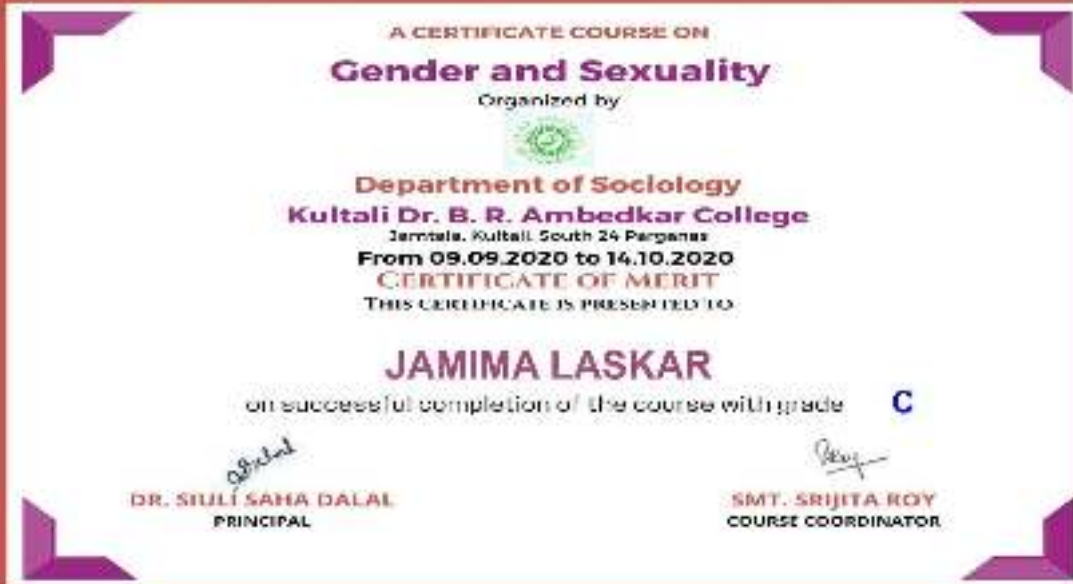 A CERTIFICATE COURSE ON
Gender and Sexuality
Organized by
Department of Sociology
Kultali Dr. B. R. Ambedkar College
Jamtala, Kultali, South 24 Parganas
From 09.09.2020 to 14.10.2020
CERTIFICATE OF MERIT
THIS CERTIFICATE IS PRESENTED TO
JAMIMA LASKAR
on successful completion of the course with grade C
DR. SIULI SAHA DALAL
PRINCIPAL
SMT. SRIJITA ROY
COURSE COORDINATOR